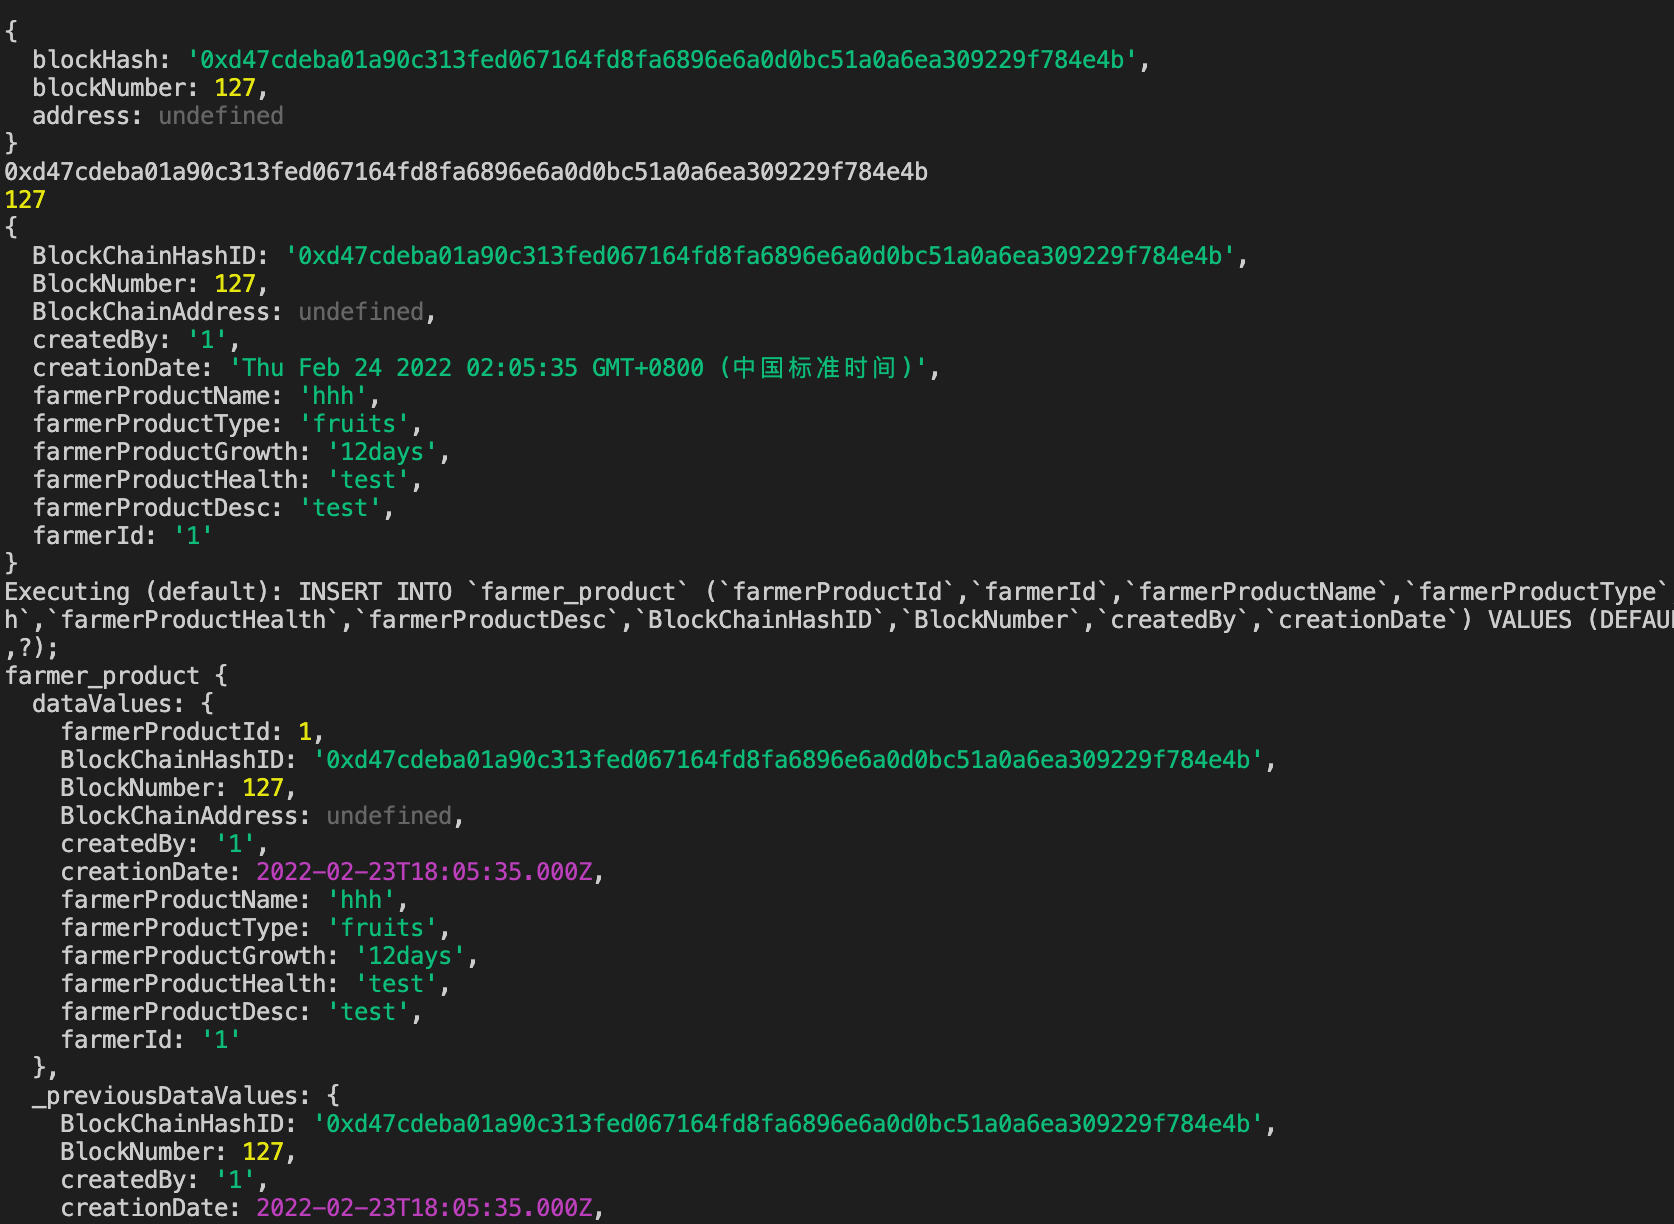 {
  blockHash: '0xd47cdeba01a90c313fed067164fd8fa6896e6a0d0bc51a0a6ea309229f784e4b',
  blockNumber: 127,
  address: undefined
}
0xd47cdeba01a90c313fed067164fd8fa6896e6a0d0bc51a0a6ea309229f784e4b
127
{
  BlockChainHashID: '0xd47cdeba01a90c313fed067164fd8fa6896e6a0d0bc51a0a6ea309229f784e4b',
  BlockNumber: 127,
  BlockChainAddress: undefined,
  createdBy: '1',
  creationDate: 'Thu Feb 24 2022 02:05:35 GMT+0800 (中国标准时间)',
  farmerProductName: 'hhh',
  farmerProductType: 'fruits',
  farmerProductGrowth: '12days',
  farmerProductHealth: 'test',
  farmerProductDesc: 'test',
  farmerId: '1'
}
Executing (default): INSERT INTO `farmer_product` (`farmerProductId`,`farmerId`,`farmerProductName`,`farmerProductType`
h`,`farmerProductHealth`,`farmerProductDesc`,`BlockChainHashID`,`BlockNumber`,`createdBy`,`creationDate`) VALUES (DEFAU
,?);
farmer_product {
  dataValues: {
    farmerProductId: 1,
    BlockChainHashID: '0xd47cdeba01a90c313fed067164fd8fa6896e6a0d0bc51a0a6ea309229f784e4b',
    BlockNumber: 127,
    BlockChainAddress: undefined,
    createdBy: '1',
    creationDate: 2022-02-23T18:05:35.000Z,
    farmerProductName: 'hhh',
    farmerProductType: 'fruits',
    farmerProductGrowth: '12days',
    farmerProductHealth: 'test',
    farmerProductDesc: 'test',
    farmerId: '1'
  },
  _previousDataValues: {
    BlockChainHashID: '0xd47cdeba01a90c313fed067164fd8fa6896e6a0d0bc51a0a6ea309229f784e4b',
    BlockNumber: 127,
    createdBy: '1',
    creationDate: 2022-02-23T18:05:35.000Z,